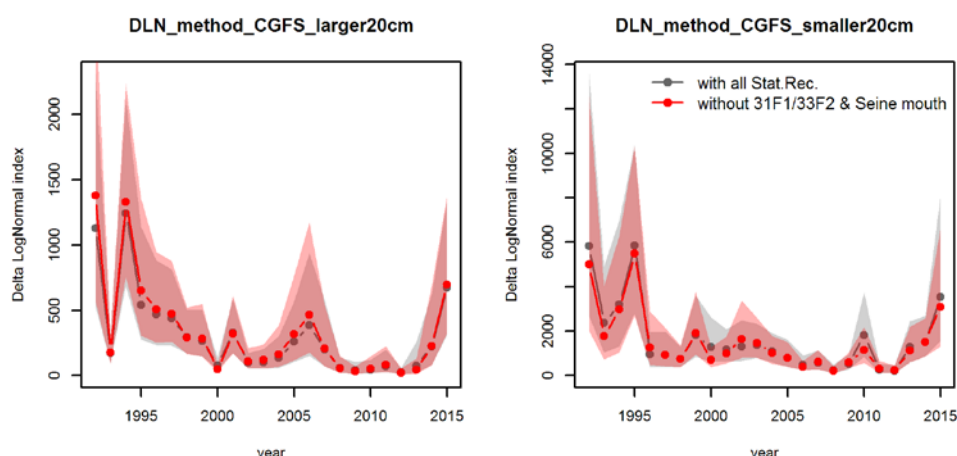 DLN_method_CGFS_larger20cm
Delta LogNormal index
2000
1500
1000
500
0
1995
2000
2005
2010
2015
year
DLN_method_CGFS_smaller20cm
with all Stat.Rec.
without 31F1/33F2 & Seine mouth
Delta LogNormal index
14000
10000
6000
2000
0
1995
2000
2005
2010
2015
year